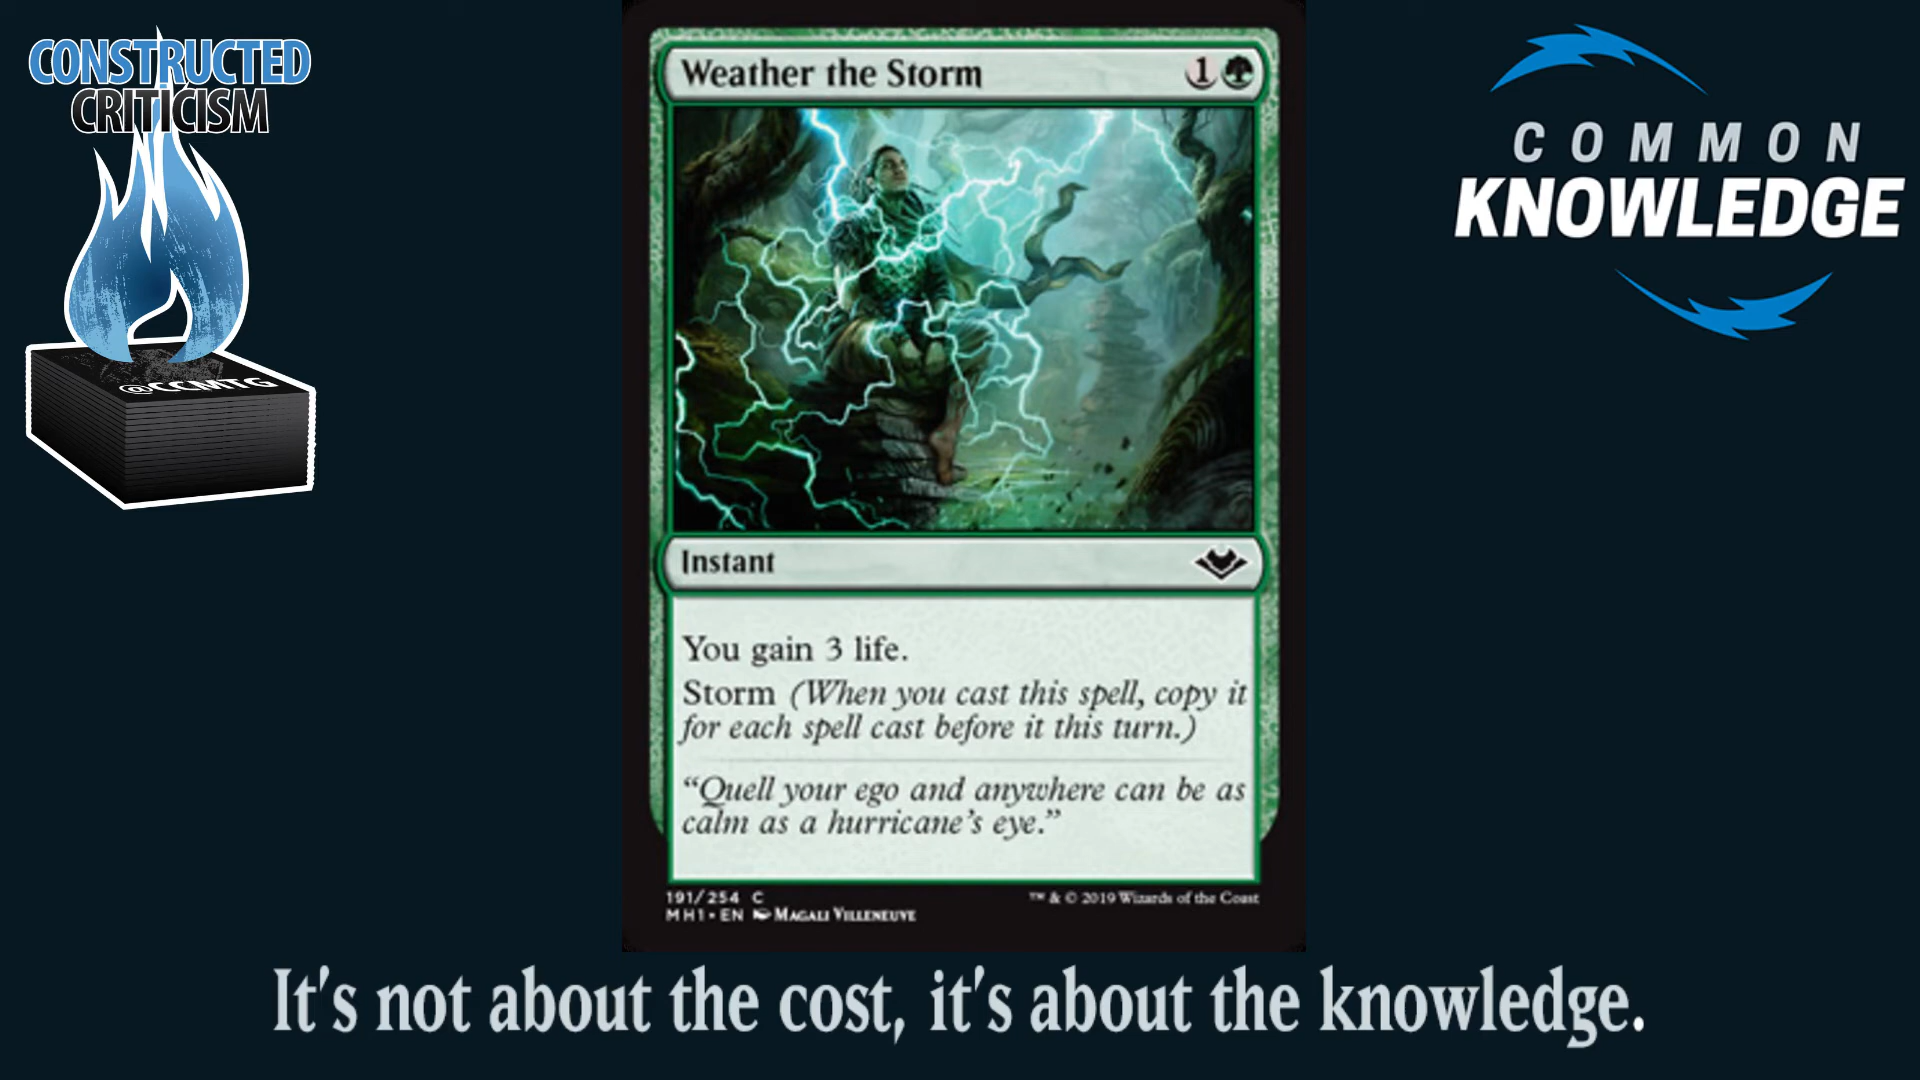 CONSTRUCTED
CRITICISM
@CCMTG
Weather the Storm
1
COMMON
KNOWLEDGE
Instant
You gain 3 life.
Storm (When you cast this spell, copy it
for each spell cast before it this turn.)
“Quell your ego and anywhere can be as
calm as a hurricane’s eye.”
191/254 C
MH1 • EN Magali Villeneuve
™ & © 2019 Wizards of the Coast
It's not about the cost, it's about the knowledge.